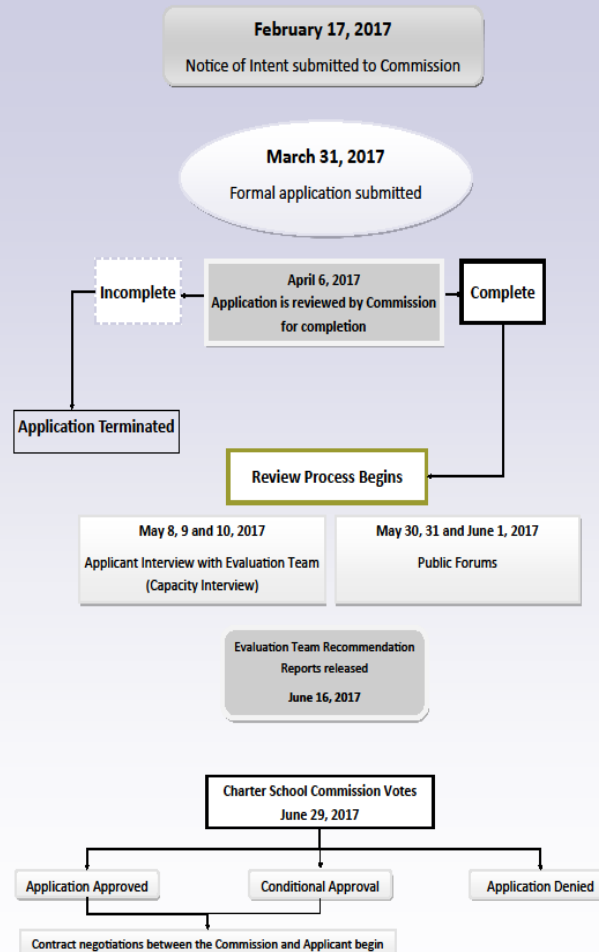 February 17, 2017
Notice of Intent submitted to Commission
March 31, 2017
Formal application submitted
Incomplete
April 6, 2017
Application is reviewed by Commission
for completion
Complete
Application Terminated
Review Process Begins
May 8, 9 and 10, 2017
Applicant Interview with Evaluation Team
(Capacity Interview)
May 30, 31 and June 1, 2017
Public Forums
Evaluation Team Recommendation
Reports released
June 16, 2017
Charter School Commission Votes
June 29, 2017
Application Approved
Conditional Approval
Application Denied
Contract negotiations between the Commission and Applicant begin